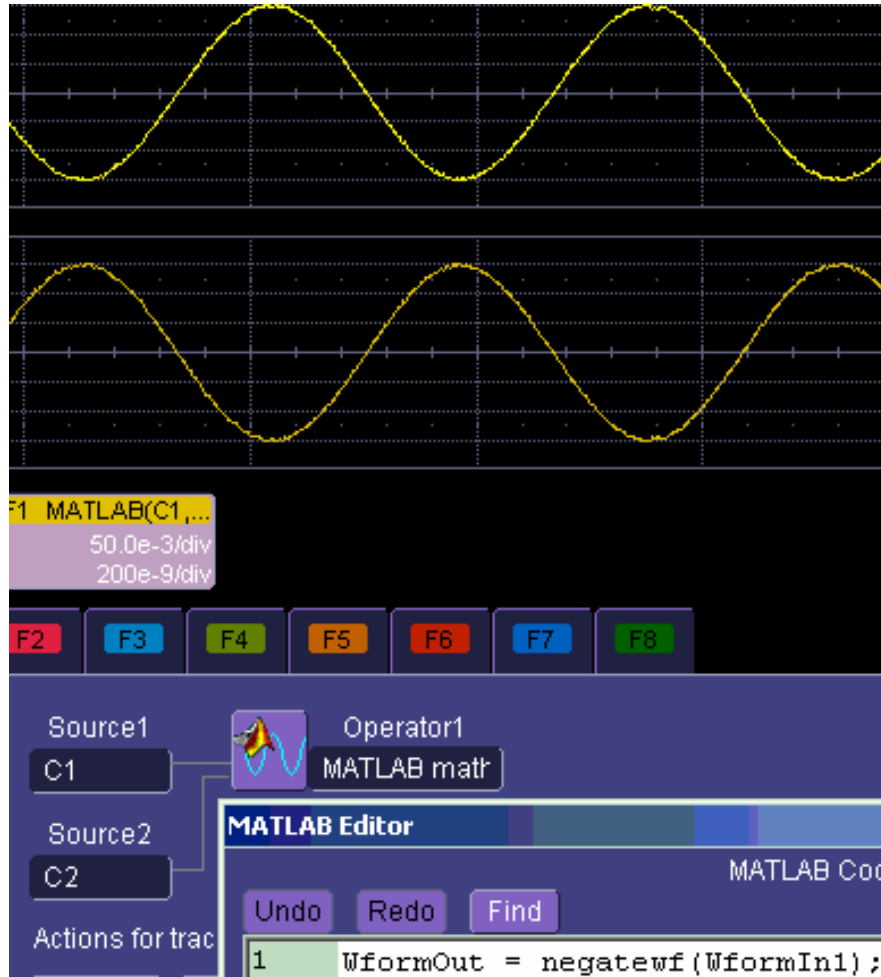 F1 MATLAB(C1,...
50.0e-3/div
200e-9/div
F2 F3 F4 F5 F6 F7 F8
Source1
Operator1
C1
MATLAB math
Source2
MATLAB Editor
C2
MATLAB Coc
Undo Redo Find
Actions for trac
1 WformOut = negatewf(WformIn1);